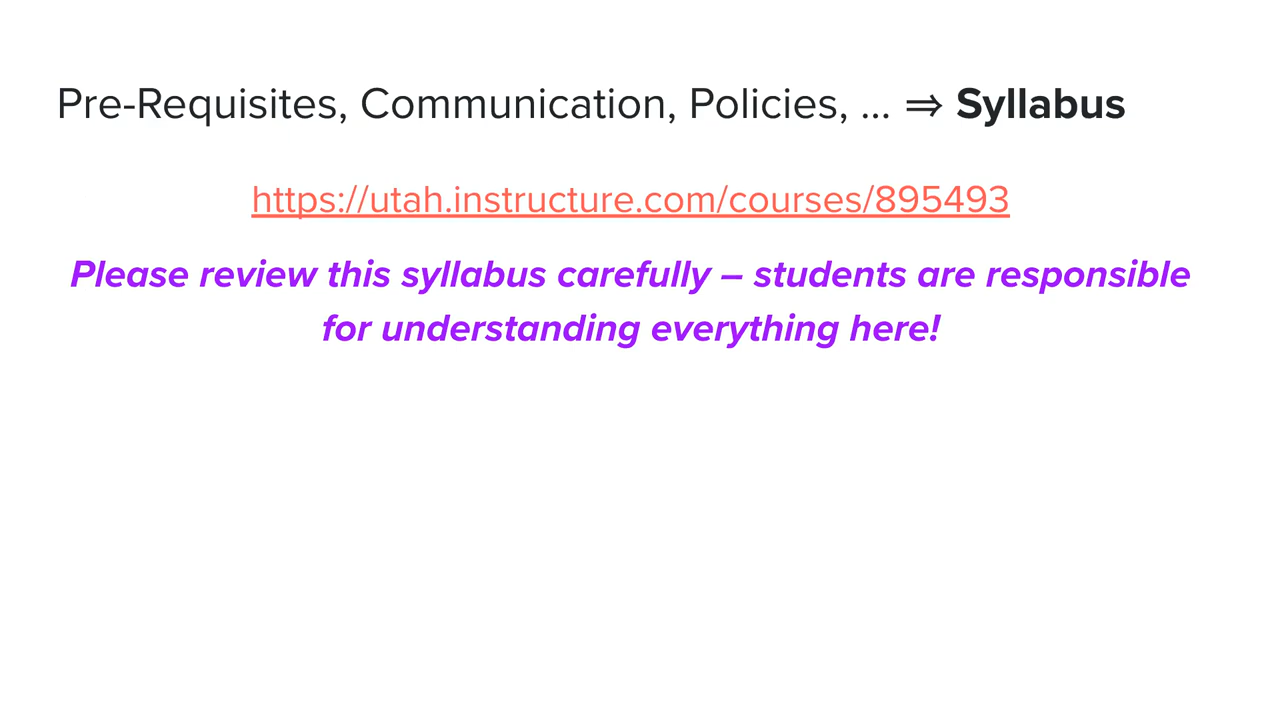 Pre-Requisites, Communication, Policies, ... ⇒ Syllabus
https://utah.instructure.com/courses/895493
Please review this syllabus carefully – students are responsible
for understanding everything here!